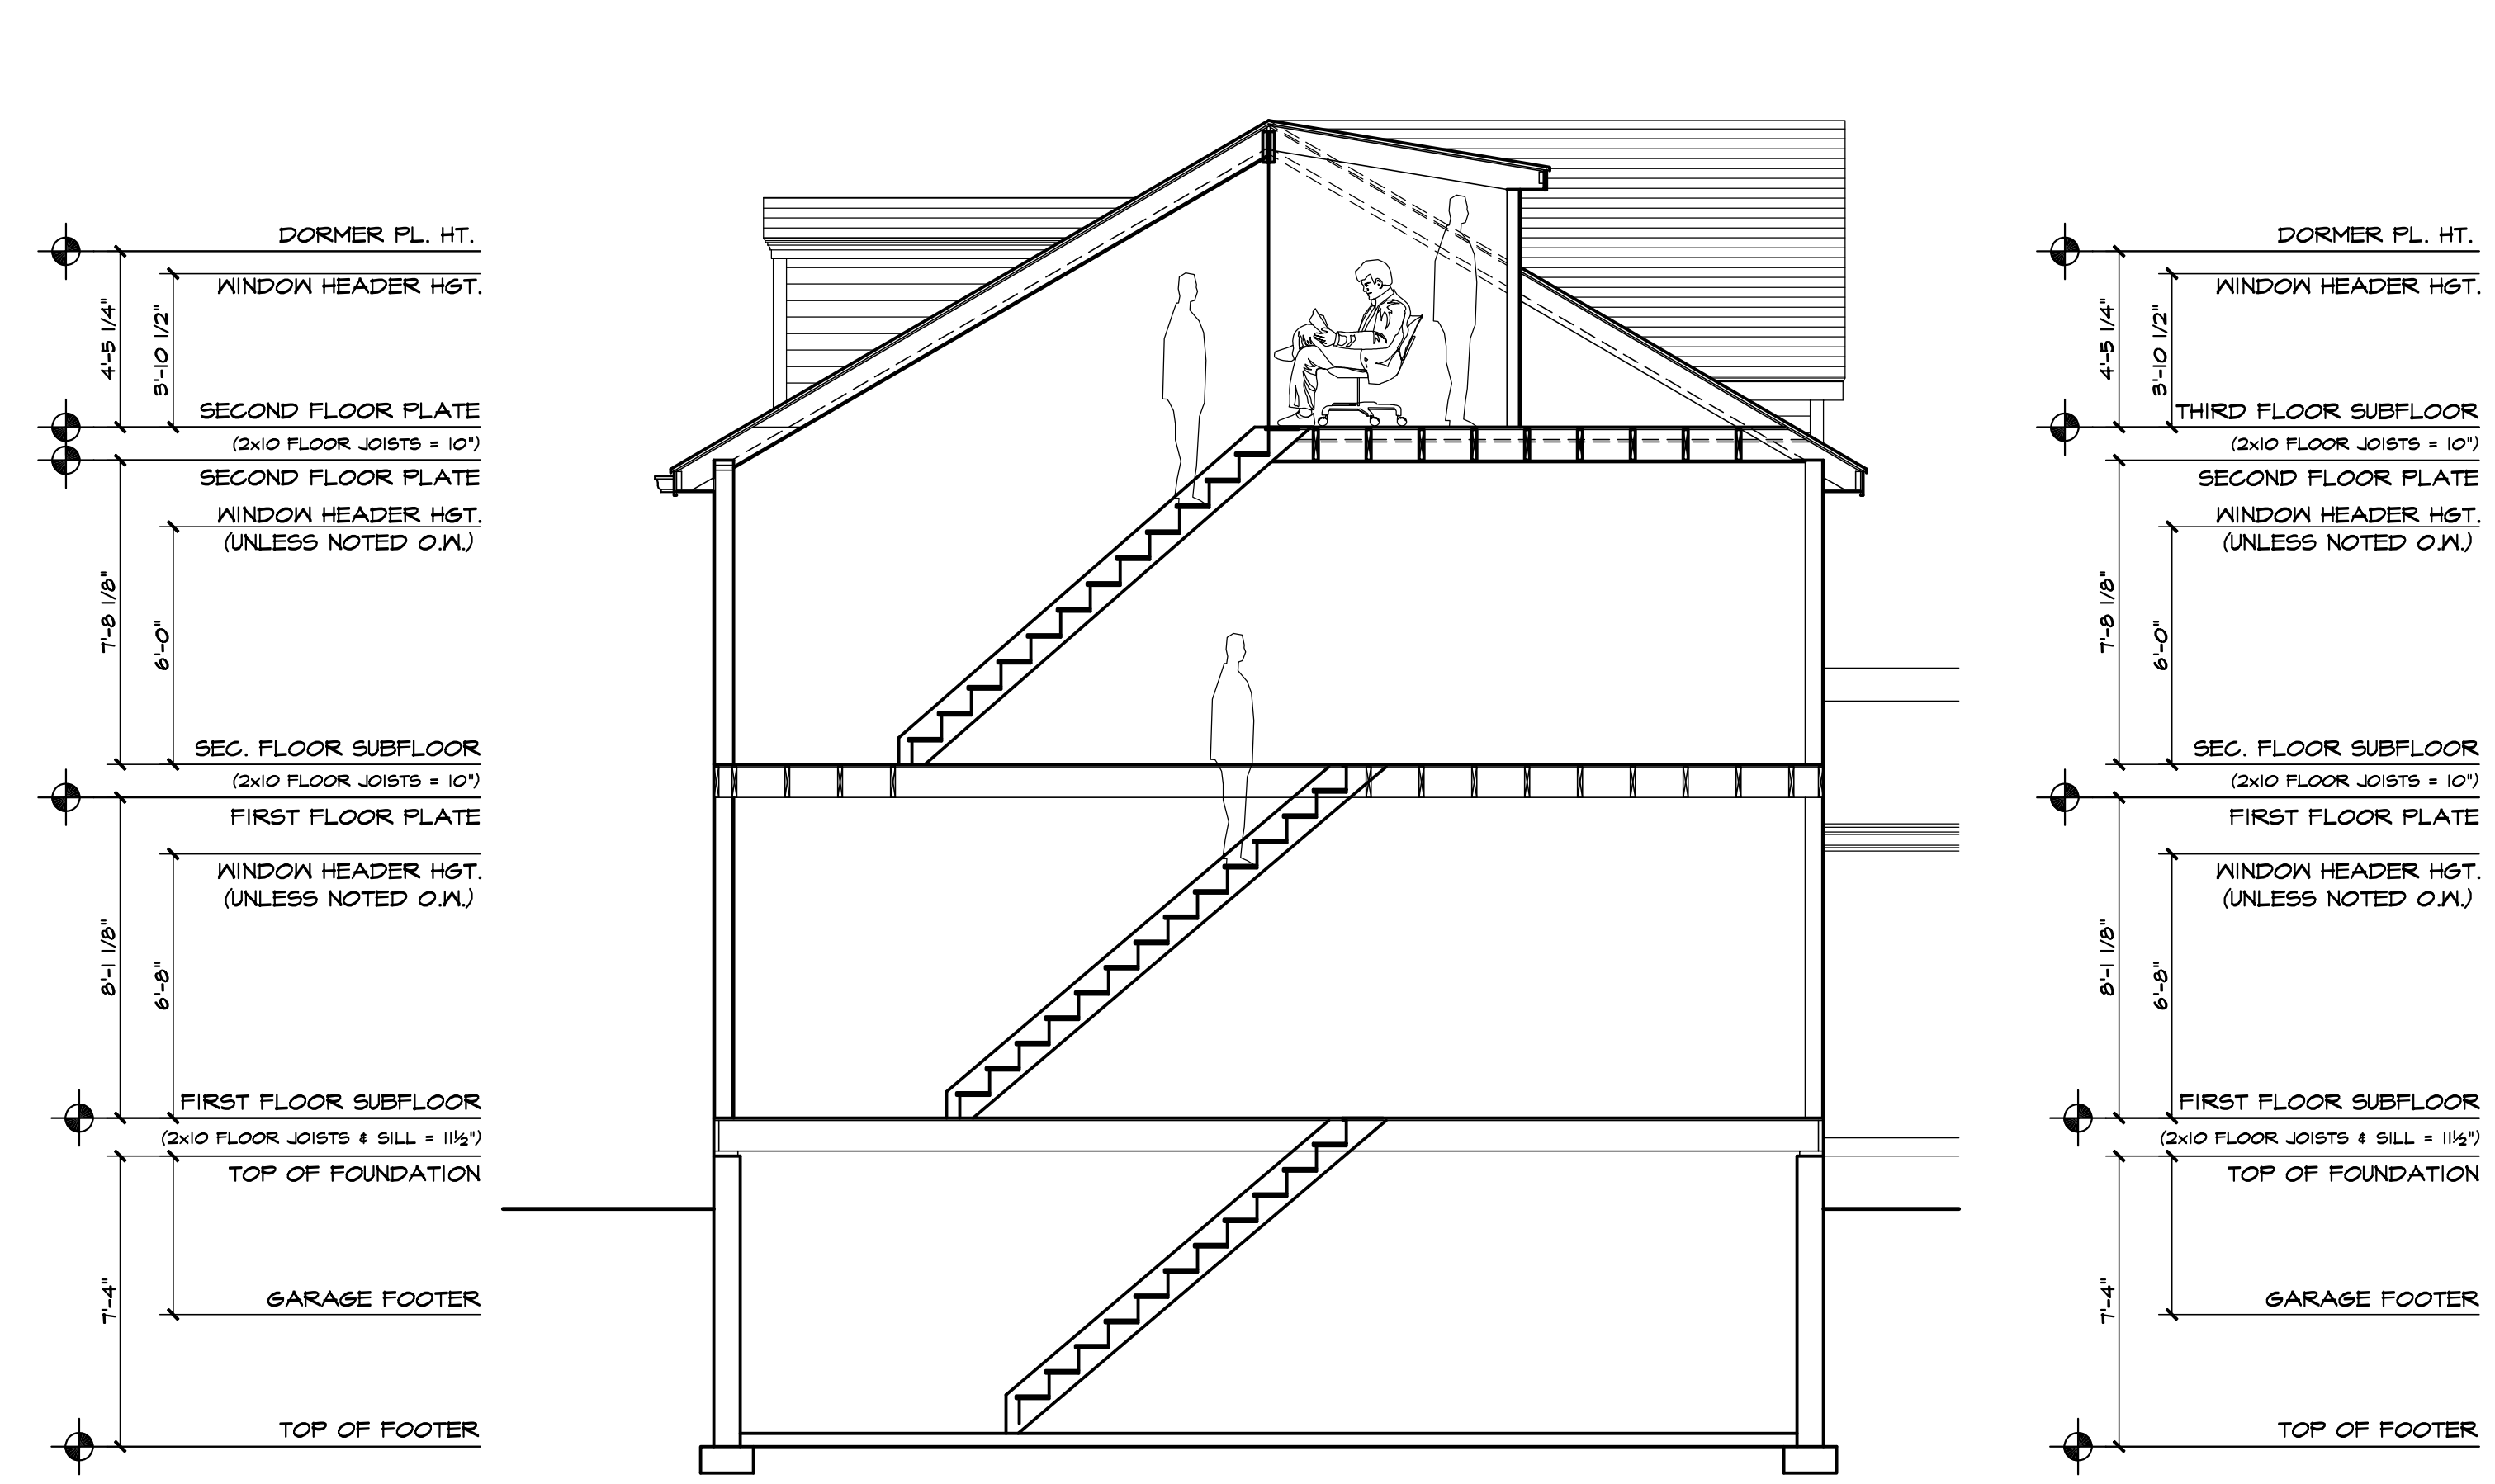 DORMER PL. HT.
WINDOW HEADER HGT.
4'-5 1/4"
3'-10 1/2"
SECOND FLOOR PLATE
(2x10 FLOOR JOISTS = 10")
SECOND FLOOR PLATE
WINDOW HEADER HGT.
(UNLESS NOTED O.W.)
7'-8 1/8"
6'-0"
SEC. FLOOR SUBFLOOR
(2x10 FLOOR JOISTS = 10")
FIRST FLOOR PLATE
WINDOW HEADER HGT.
(UNLESS NOTED O.W.)
8'-1 1/8"
6'-8"
FIRST FLOOR SUBFLOOR
(2x10 FLOOR JOISTS & SILL = 11½")
TOP OF FOUNDATION
7'-4"
GARAGE FOOTER
TOP OF FOOTER
DORMER PL. HT.
WINDOW HEADER HGT.
4'-5 1/4"
3'-10 1/2"
THIRD FLOOR SUBFLOOR
(2x10 FLOOR JOISTS = 10")
SECOND FLOOR PLATE
WINDOW HEADER HGT.
(UNLESS NOTED O.W.)
7'-8 1/8"
6'-0"
SEC. FLOOR SUBFLOOR
(2x10 FLOOR JOISTS = 10")
FIRST FLOOR PLATE
WINDOW HEADER HGT.
(UNLESS NOTED O.W.)
8'-1 1/8"
6'-8"
FIRST FLOOR SUBFLOOR
(2x10 FLOOR JOISTS & SILL = 11½")
TOP OF FOUNDATION
7'-4"
GARAGE FOOTER
TOP OF FOOTER